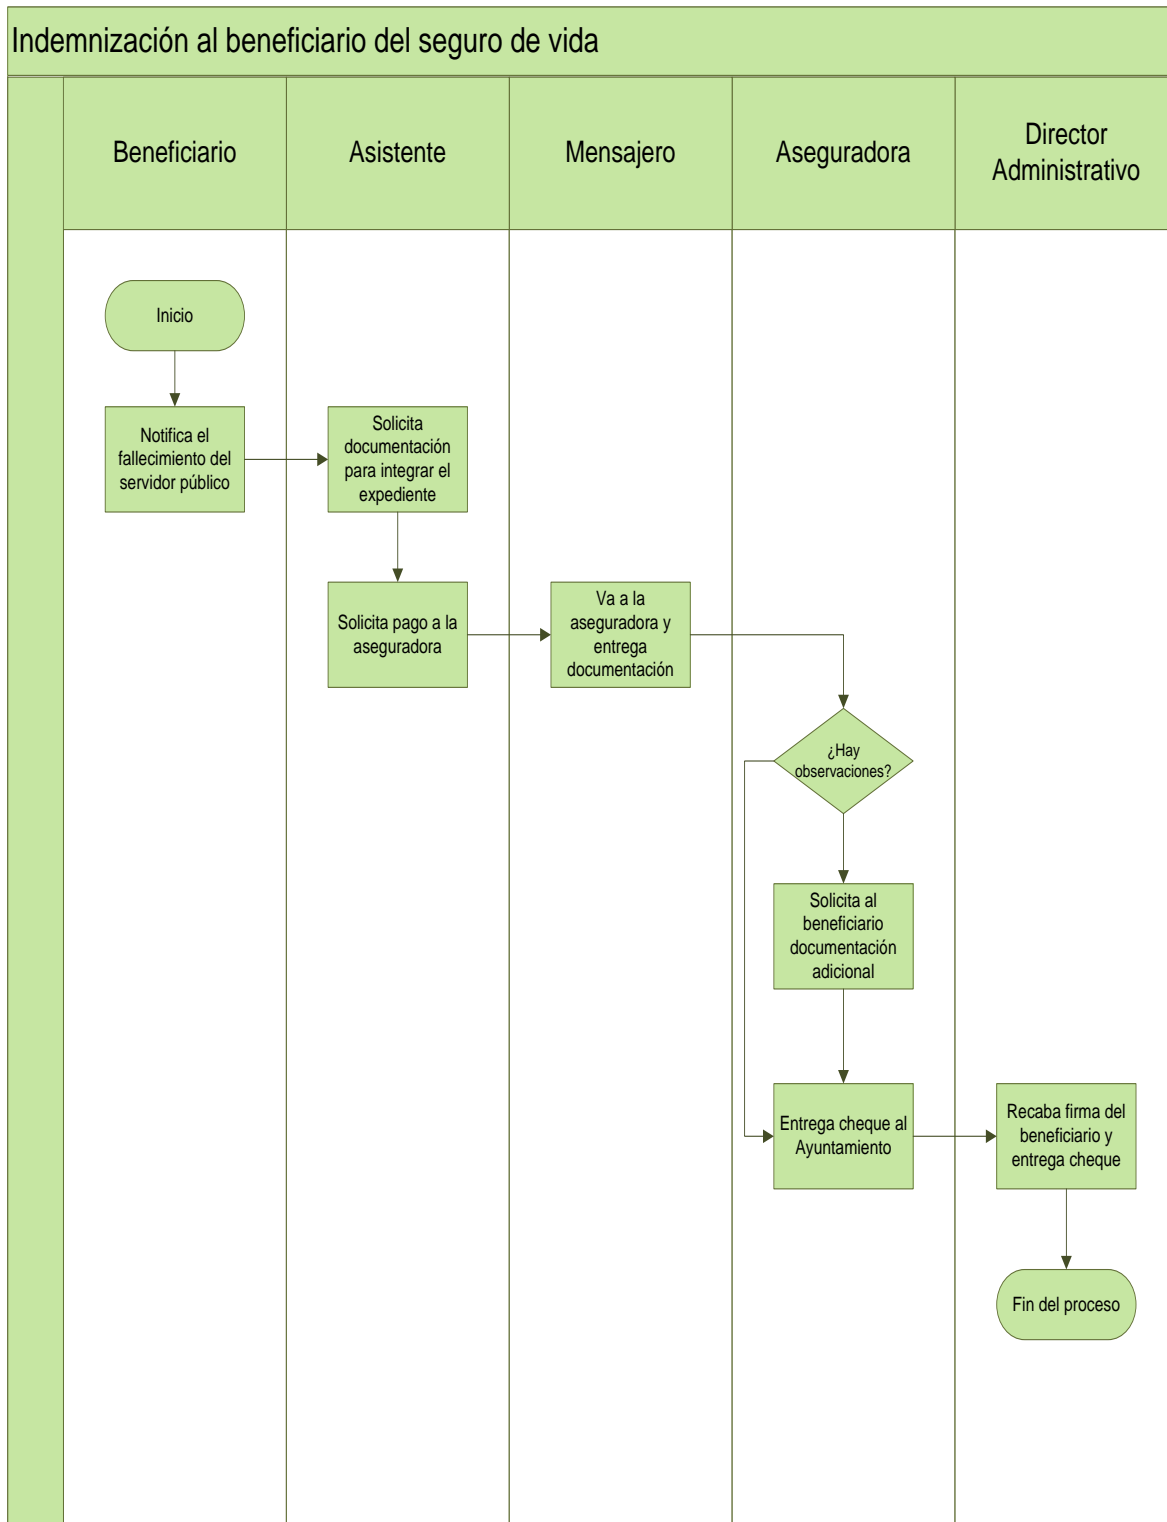 Indemnización al beneficiario del seguro de vida
Beneficiario
Asistente
Mensajero
Aseguradora
Director
Administrativo
Inicio
Notifica el
fallecimiento del
servidor público
Solicita
documentación
para integrar el
expediente
Solicita pago a la
aseguradora
Va a la
aseguradora y
entrega
documentación
¿Hay
observaciones?
Solicita al
beneficiario
documentación
adicional
Entrega cheque al
Ayuntamiento
Recaba firma del
beneficiario y
entrega cheque
Fin del proceso